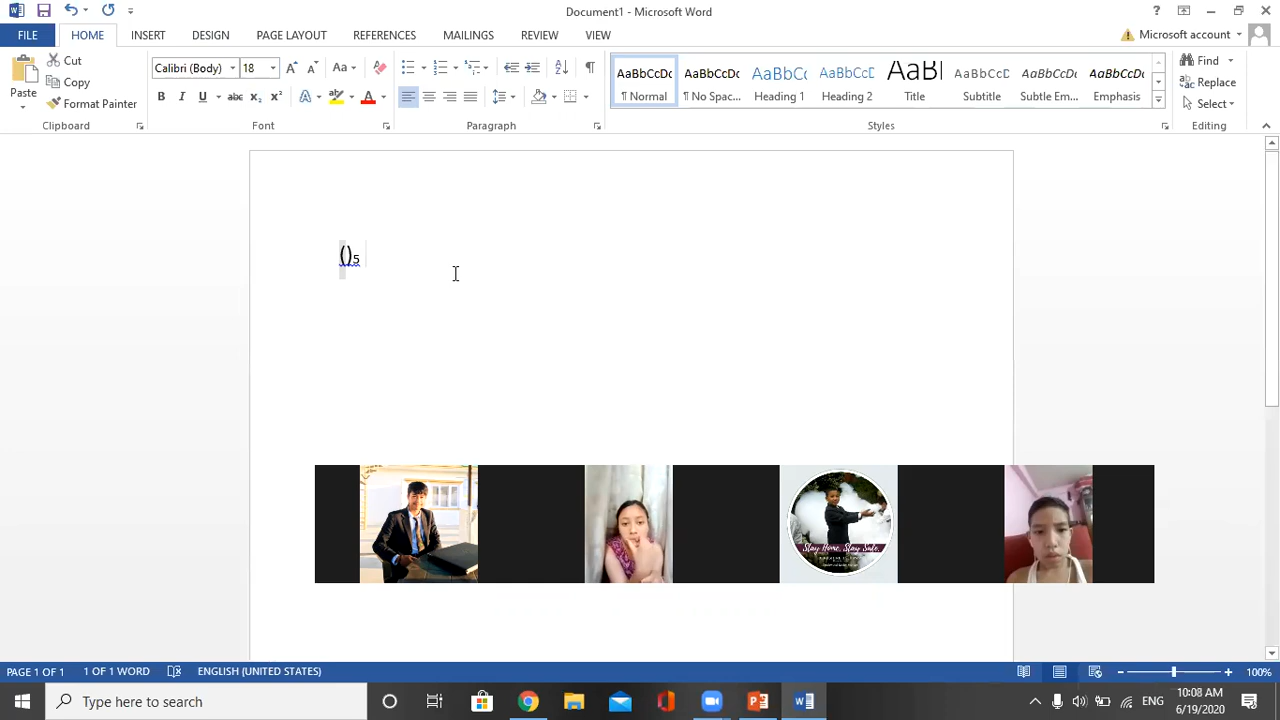 Document1 - Microsoft Word
FILE HOME INSERT DESIGN PAGE LAYOUT REFERENCES MAILINGS REVIEW VIEW Microsoft account
Paste
Cut
Copy
Format Painter
Clipboard
Calibri (Body) 18
Font
Paragraph
AaBbCcDc AaBbCcDc AaBbCc AaBbCcC AaBl AaBbCcD AaBbCcDc AaBbCcDc
¶ Normal ¶ No Spac... Heading 1 Heading 2 Title Subtitle Subtle Em... Emphasis
Styles
Find
Replace
Select
Editing
()₅
Stay Home. Stay Safe.
PAGE 1 OF 1 1 OF 1 WORD ENGLISH (UNITED STATES) 100%
Type here to search
ENG
10:08 AM
6/19/2020